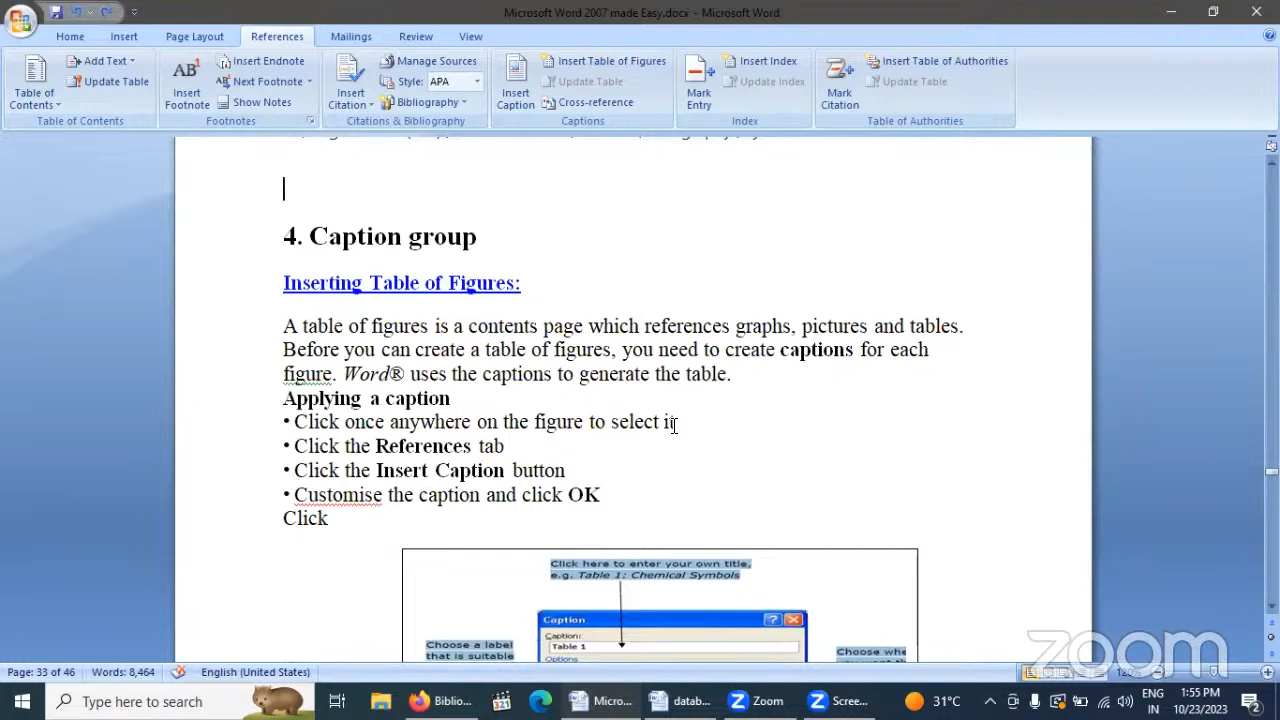 Microsoft Word 2007 made Easy.docx - Microsoft Word
Home Insert Page Layout References Mailings Review View
Table of Contents
Add Text
Update Table
Table of Contents
AB¹ Insert Footnote
Insert Endnote
Next Footnote
Show Notes
Footnotes
Insert Citation
Manage Sources
Style: APA
Bibliography
Citations & Bibliography
Insert Caption
Insert Table of Figures
Update Table
Cross-reference
Captions
Mark Entry
Insert Index
Update Index
Index
Mark Citation
Insert Table of Authorities
Update Table
Table of Authorities
4. Caption group
Inserting Table of Figures:
A table of figures is a contents page which references graphs, pictures and tables.
Before you can create a table of figures, you need to create captions for each
figure. Word® uses the captions to generate the table.
Applying a caption
• Click once anywhere on the figure to select it
• Click the References tab
• Click the Insert Caption button
• Customise the caption and click OK
Click
Click here to enter your own title,
e.g. Table 1: Chemical Symbols
Caption
Caption:
Table 1
Options
Choose a label
that is suitable
Choose whe
zoom
Page: 33 of 46 Words: 8,464 English (United States)
Type here to search
Biblio... Micro... datab... Zoom Scree...
31°C
ENG
IN
1:55 PM
10/23/2023
2